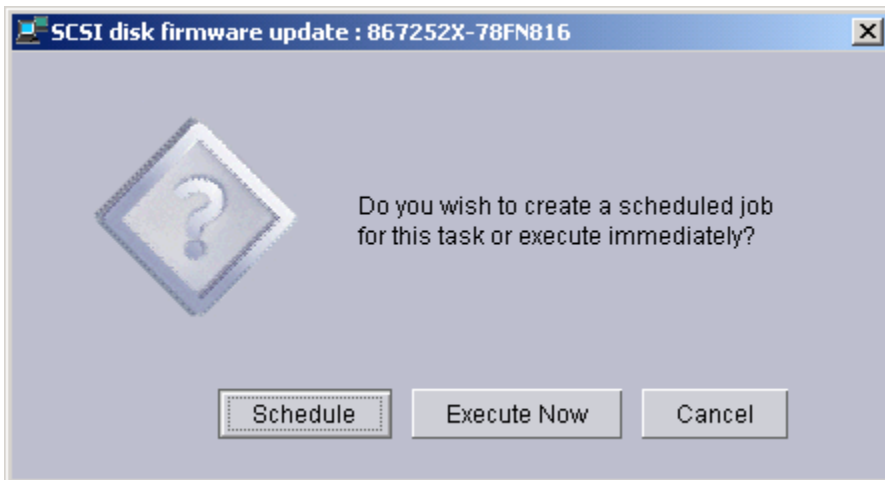 SCSI disk firmware update : 867252X-78FN816
Do you wish to create a scheduled job
for this task or execute immediately?
Schedule Execute Now Cancel